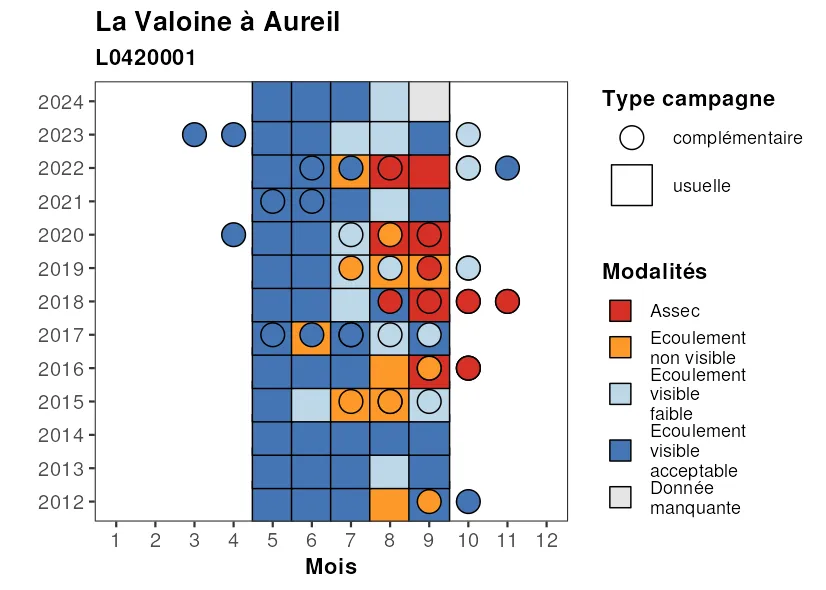 La Valoine à Aureil
L0420001
2024
2023
2022
2021
2020
2019
2018
2017
2016
2015
2014
2013
2012
1 2 3 4 5 6 7 8 9 10 11 12
Mois
Type campagne
complémentaire
usuelle
Modalités
Assec
Ecoulement
non visible
Ecoulement
visible
faible
Ecoulement
visible
acceptable
Donnée
manquante